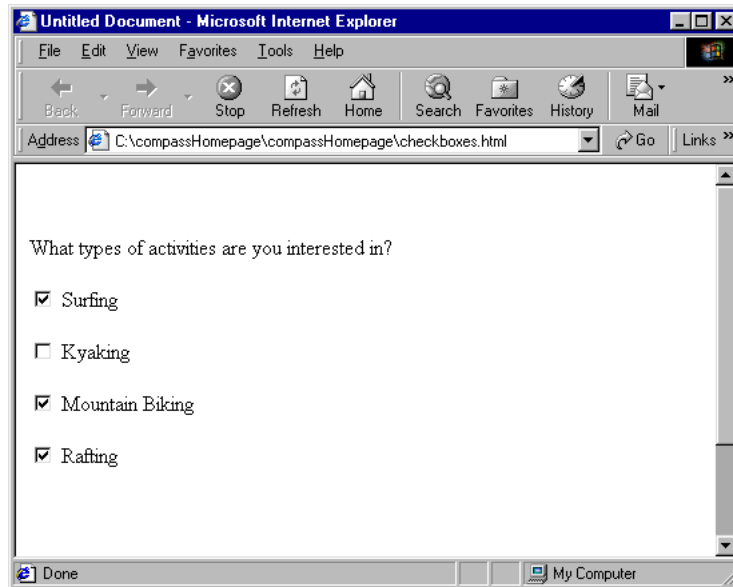 Untitled Document - Microsoft Internet Explorer
File Edit View Favorites Tools Help
Back Forward Stop Refresh Home Search Favorites History Mail »
Address C:\compassHomepage\compassHomepage\checkboxes.html Go Links »
What types of activities are you interested in?
Surfing
Kyaking
Mountain Biking
Rafting
Done My Computer